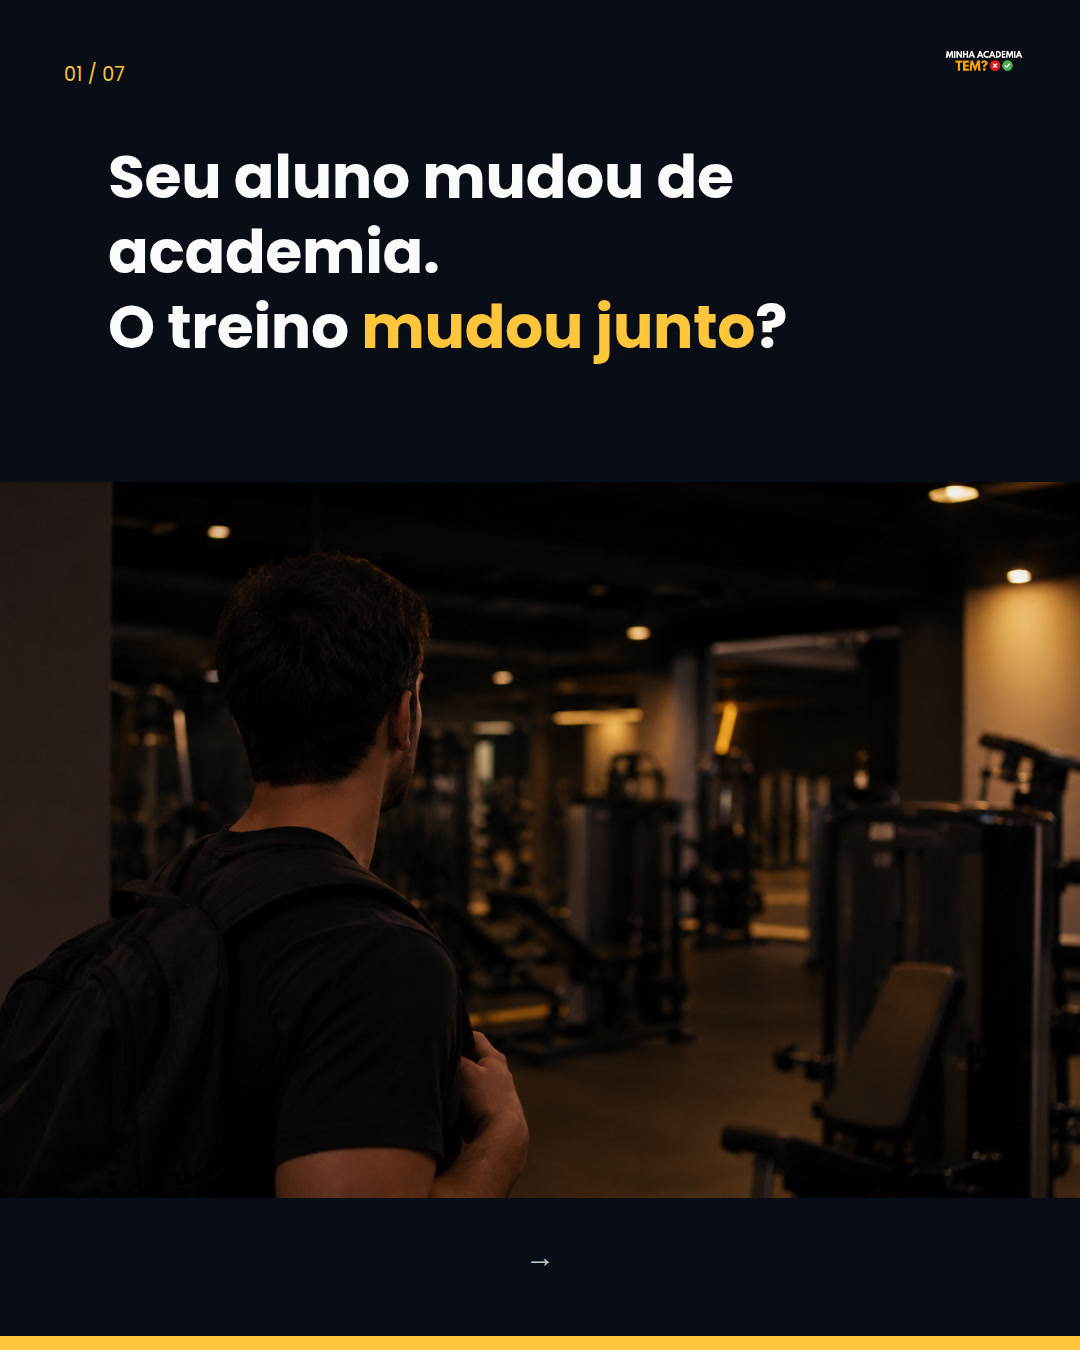 01 / 07
MINHA ACADEMIA
TEM?
Seu aluno mudou de
academia.
O treino mudou junto?
→